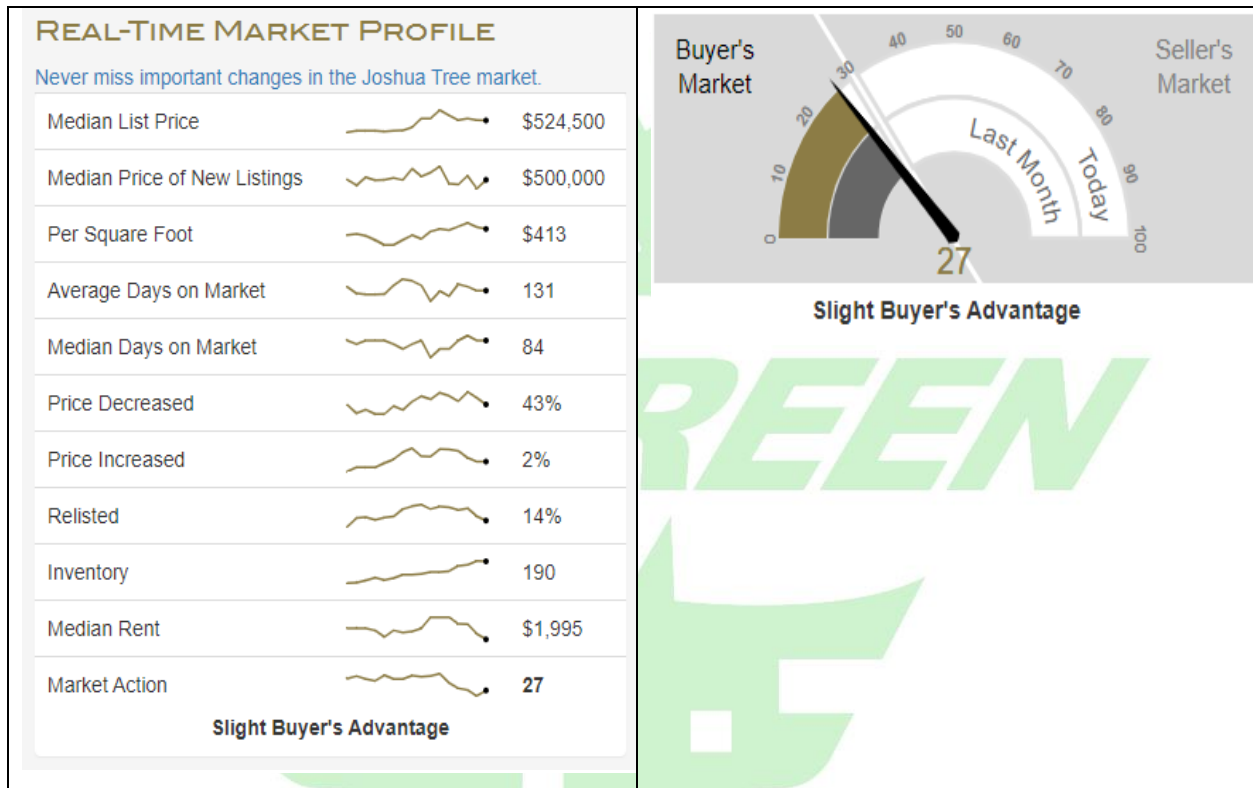 REAL-TIME MARKET PROFILE
Never miss important changes in the Joshua Tree market.
Median List Price $524,500
Median Price of New Listings $500,000
Per Square Foot $413
Average Days on Market 131
Median Days on Market 84
Price Decreased 43%
Price Increased 2%
Relisted 14%
Inventory 190
Median Rent $1,995
Market Action 27
Slight Buyer's Advantage
Buyer's
Market
Seller's
Market
0
10
20
30
40
50
60
70
80
90
100
Last Month
Today
27
Slight Buyer's Advantage
REEN